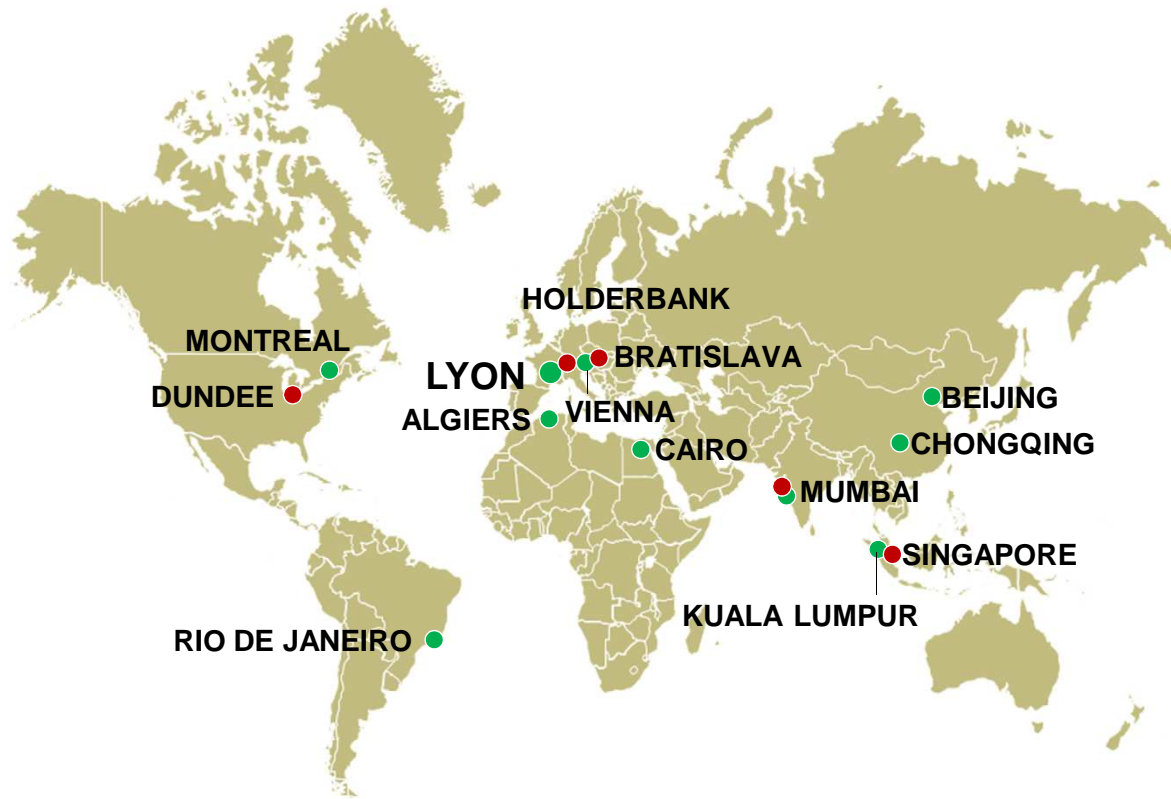 HOLDERBANK
MONTREAL
BRATISLAVA
LYON
DUNDEE
BEIJING
ALGIERS
VIENNA
CHONGQING
CAIRO
MUMBAI
SINGAPORE
KUALA LUMPUR
RIO DE JANEIRO